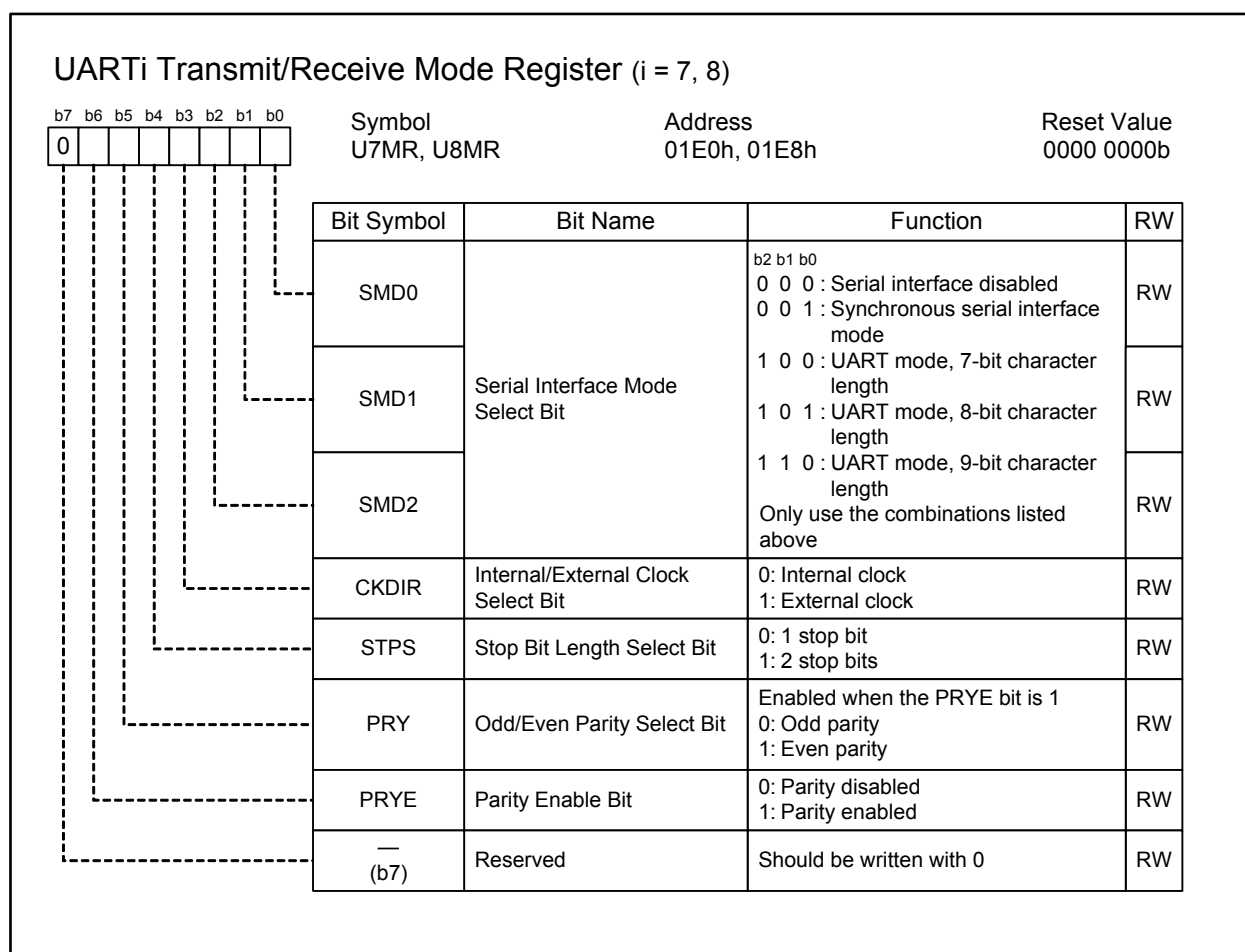 UARTi Transmit/Receive Mode Register (i = 7, 8)
b7 b6 b5 b4 b3 b2 b1 b0
0
Symbol Address Reset Value
U7MR, U8MR 01E0h, 01E8h 0000 0000b
Bit Symbol Bit Name Function RW
SMD0 RW
SMD1 RW
SMD2 RW
Serial Interface Mode
Select Bit
b2 b1 b0
0 0 0 : Serial interface disabled
0 0 1 : Synchronous serial interface
mode
1 0 0 : UART mode, 7-bit character
length
1 0 1 : UART mode, 8-bit character
length
1 1 0 : UART mode, 9-bit character
length
Only use the combinations listed
above
CKDIR
Internal/External Clock
Select Bit
0: Internal clock
1: External clock
RW
STPS
Stop Bit Length Select Bit
0: 1 stop bit
1: 2 stop bits
RW
PRY
Odd/Even Parity Select Bit
Enabled when the PRYE bit is 1
0: Odd parity
1: Even parity
RW
PRYE
Parity Enable Bit
0: Parity disabled
1: Parity enabled
RW
—
(b7)
Reserved
Should be written with 0
RW